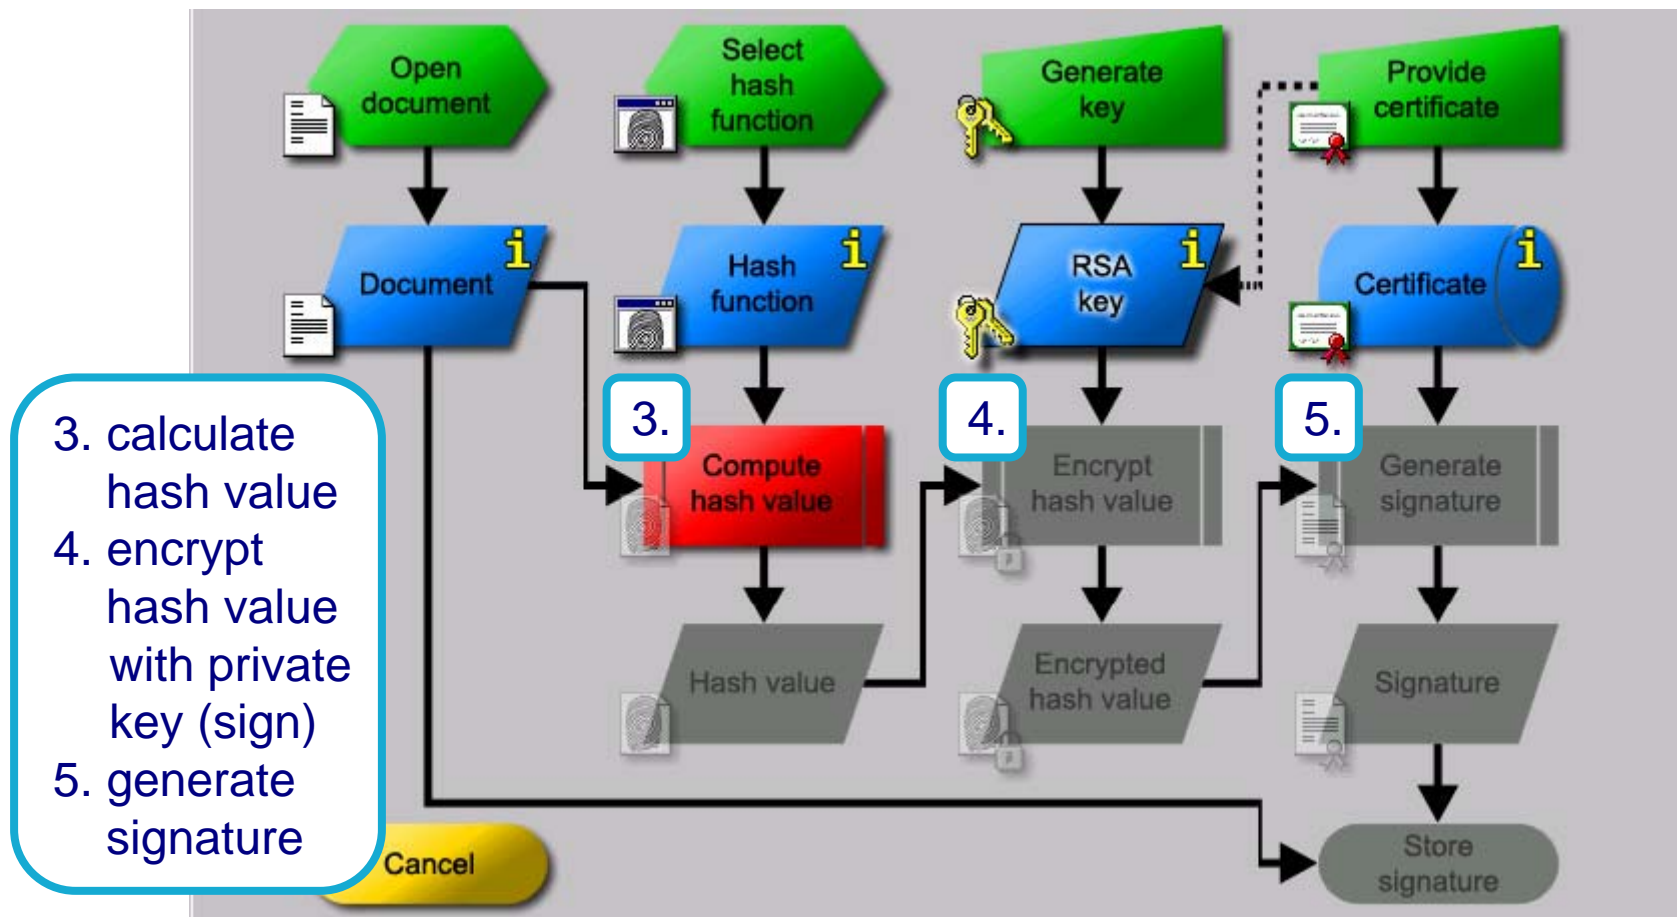 Open
document
Select
hash
function
Generate
key
Provide
certificate
Document
i
Hash
function
i
RSA
key
i
Certificate
i
3. calculate
hash value
4. encrypt
hash value
with private
key (sign)
5. generate
signature
3.
Compute
hash value
4.
Encrypt
hash value
5.
Generate
signature
Hash value
Encrypted
hash value
Signature
Cancel
Store
signature